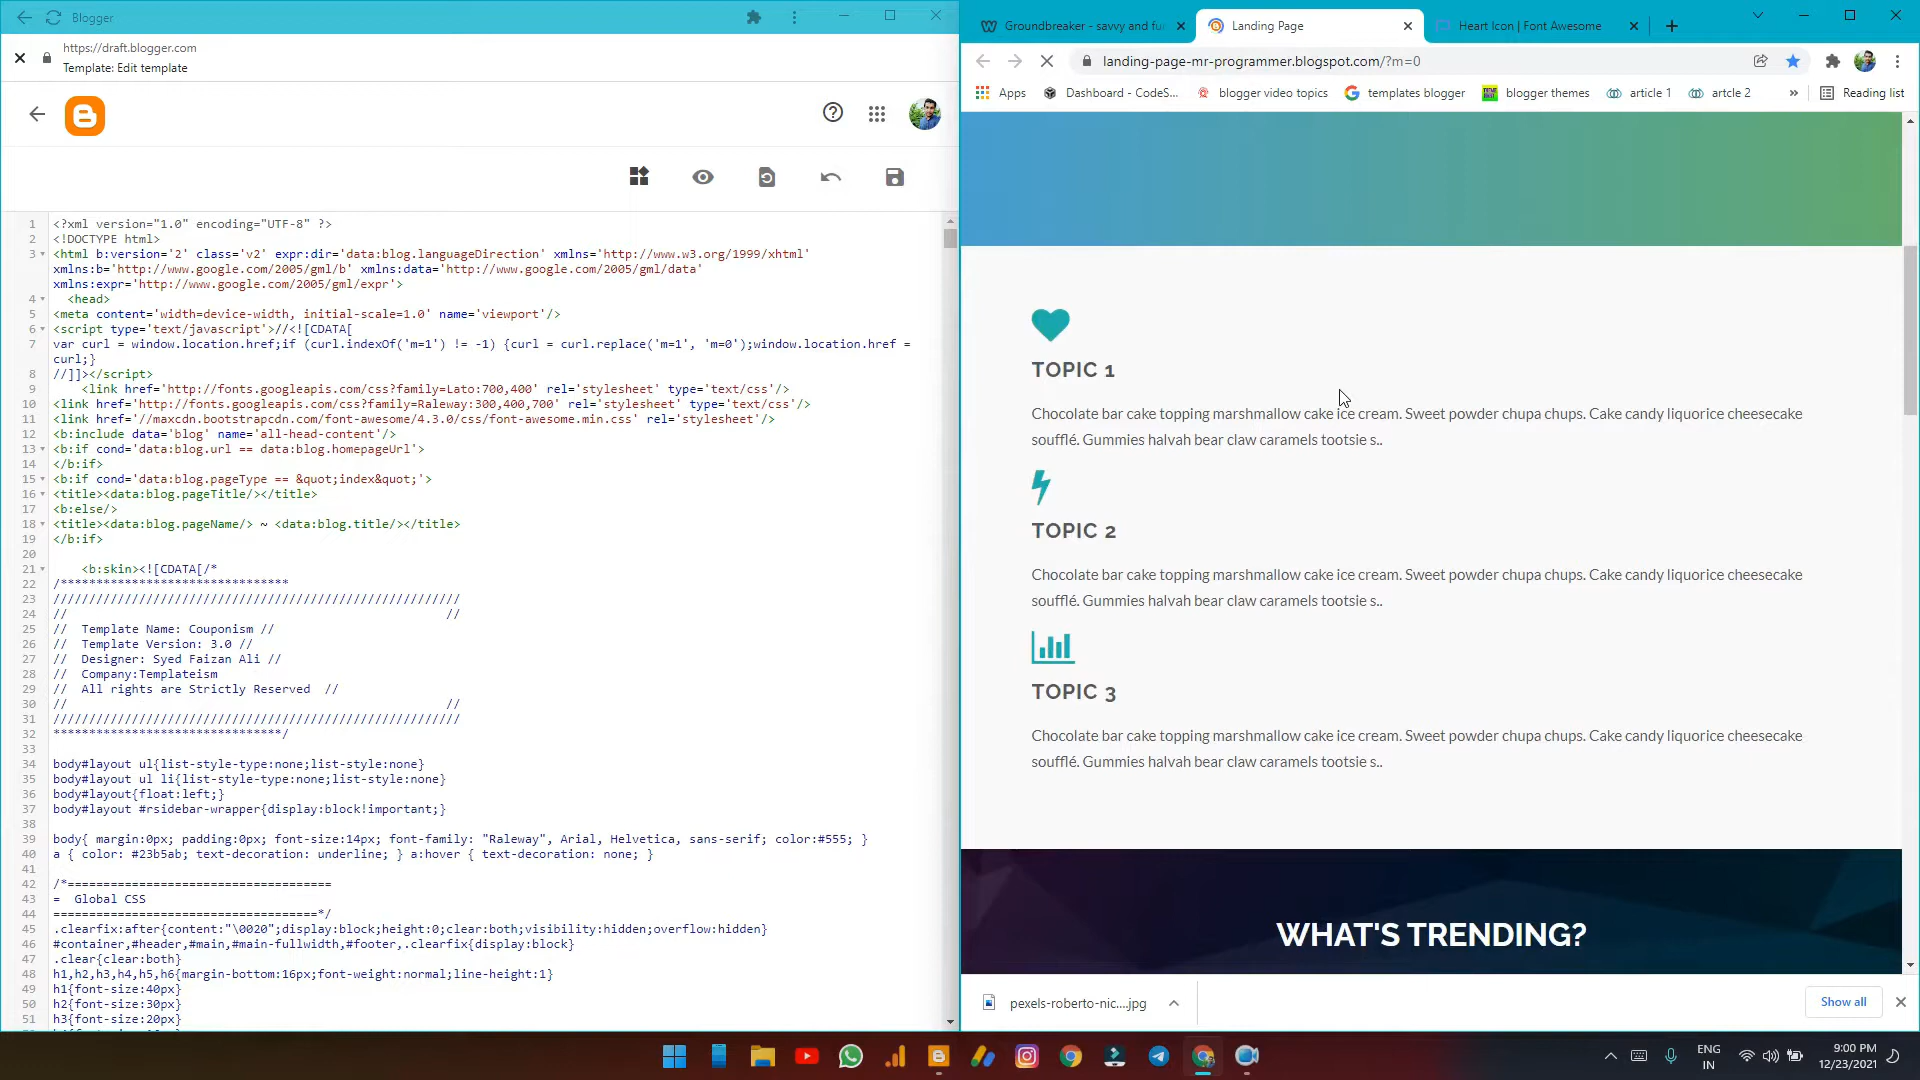 Blogger
https://draft.blogger.com
Template: Edit template
1 <?xml version="1.0" encoding="UTF-8" ?>
2 <!DOCTYPE html>
3 <html b:version='2' class='v2' expr:dir='data:blog.languageDirection' xmlns='http://www.w3.org/1999/xhtml'
xmlns:b='http://www.google.com/2005/gml/b' xmlns:data='http://www.google.com/2005/gml/data'
xmlns:expr='http://www.google.com/2005/gml/expr'>
4 <head>
5 <meta content='width=device-width, initial-scale=1.0' name='viewport'/>
6 <script type='text/javascript'>//<![CDATA[
7 var curl = window.location.href;if (curl.indexOf('m=1') != -1) {curl = curl.replace('m=1', 'm=0');window.location.href =
curl;}
8 //]]></script>
9 <link href='http://fonts.googleapis.com/css?family=Lato:700,400' rel='stylesheet' type='text/css'/>
10 <link href='http://fonts.googleapis.com/css?family=Raleway:300,400,700' rel='stylesheet' type='text/css'/>
11 <link href='//maxcdn.bootstrapcdn.com/font-awesome/4.3.0/css/font-awesome.min.css' rel='stylesheet'/>
12 <b:include data='blog' name='all-head-content'/>
13 <b:if cond='data:blog.url == data:blog.homepageUrl'>
14 </b:if>
15 <b:if cond='data:blog.pageType == &quot;index&quot;'>
16 <title><data:blog.pageTitle/></title>
17 <b:else/>
18 <title><data:blog.pageName/> ~ <data:blog.title/></title>
19 </b:if>
20
21 <b:skin><![CDATA[/*
22 /********************************
23 /////////////////////////////////////////////////////////
24 // //
25 // Template Name: Couponism //
26 // Template Version: 3.0 //
27 // Designer: Syed Faizan Ali //
28 // Company:Templateism
29 // All rights are Strictly Reserved //
30 // //
31 /////////////////////////////////////////////////////////
32 ********************************/
33
34 body#layout ul{list-style-type:none;list-style:none}
35 body#layout ul li{list-style-type:none;list-style:none}
36 body#layout{float:left;}
37 body#layout #rsidebar-wrapper{display:block!important;}
38
39 body{ margin:0px; padding:0px; font-size:14px; font-family: "Raleway", Arial, Helvetica, sans-serif; color:#555; }
40 a { color: #23b5ab; text-decoration: underline; } a:hover { text-decoration: none; }
41
42 /*=====================================
43 = Global CSS
44 =====================================*/
45 .clearfix:after{content:"\0020";display:block;height:0;clear:both;visibility:hidden;overflow:hidden}
46 #container,#header,#main,#main-fullwidth,#footer,.clearfix{display:block}
47 .clear{clear:both}
48 h1,h2,h3,h4,h5,h6{margin-bottom:16px;font-weight:normal;line-height:1}
49 h1{font-size:40px}
50 h2{font-size:30px}
51 h3{font-size:20px}
Groundbreaker - savvy and fu
Landing Page
Heart Icon | Font Awesome
landing-page-mr-programmer.blogspot.com/?m=0
Apps
Dashboard - CodeS...
blogger video topics
templates blogger
blogger themes
article 1
artcle 2
»
Reading list
TOPIC 1
Chocolate bar cake topping marshmallow cake ice cream. Sweet powder chupa chups. Cake candy liquorice cheesecake
soufflé. Gummies halvah bear claw caramels tootsie s..
TOPIC 2
Chocolate bar cake topping marshmallow cake ice cream. Sweet powder chupa chups. Cake candy liquorice cheesecake
soufflé. Gummies halvah bear claw caramels tootsie s..
TOPIC 3
Chocolate bar cake topping marshmallow cake ice cream. Sweet powder chupa chups. Cake candy liquorice cheesecake
soufflé. Gummies halvah bear claw caramels tootsie s..
WHAT'S TRENDING?
pexels-roberto-nic....jpg
Show all
ENG
IN
9:00 PM
12/23/2021